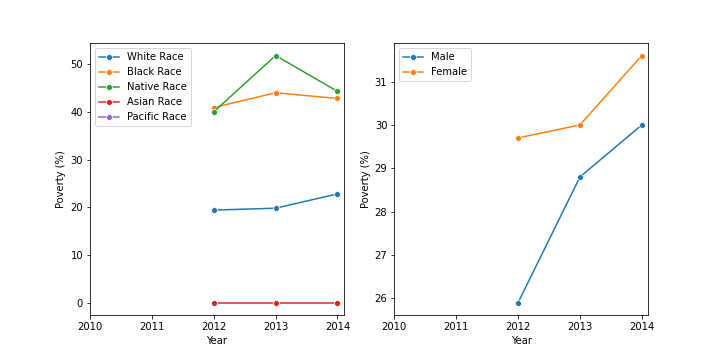 White Race
Black Race
Native Race
Asian Race
Pacific Race
50
40
30
20
10
0
Poverty (%)
2010 2011 2012 2013 2014
Year
Male
Female
31
30
29
28
27
26
Poverty (%)
2010 2011 2012 2013 2014
Year